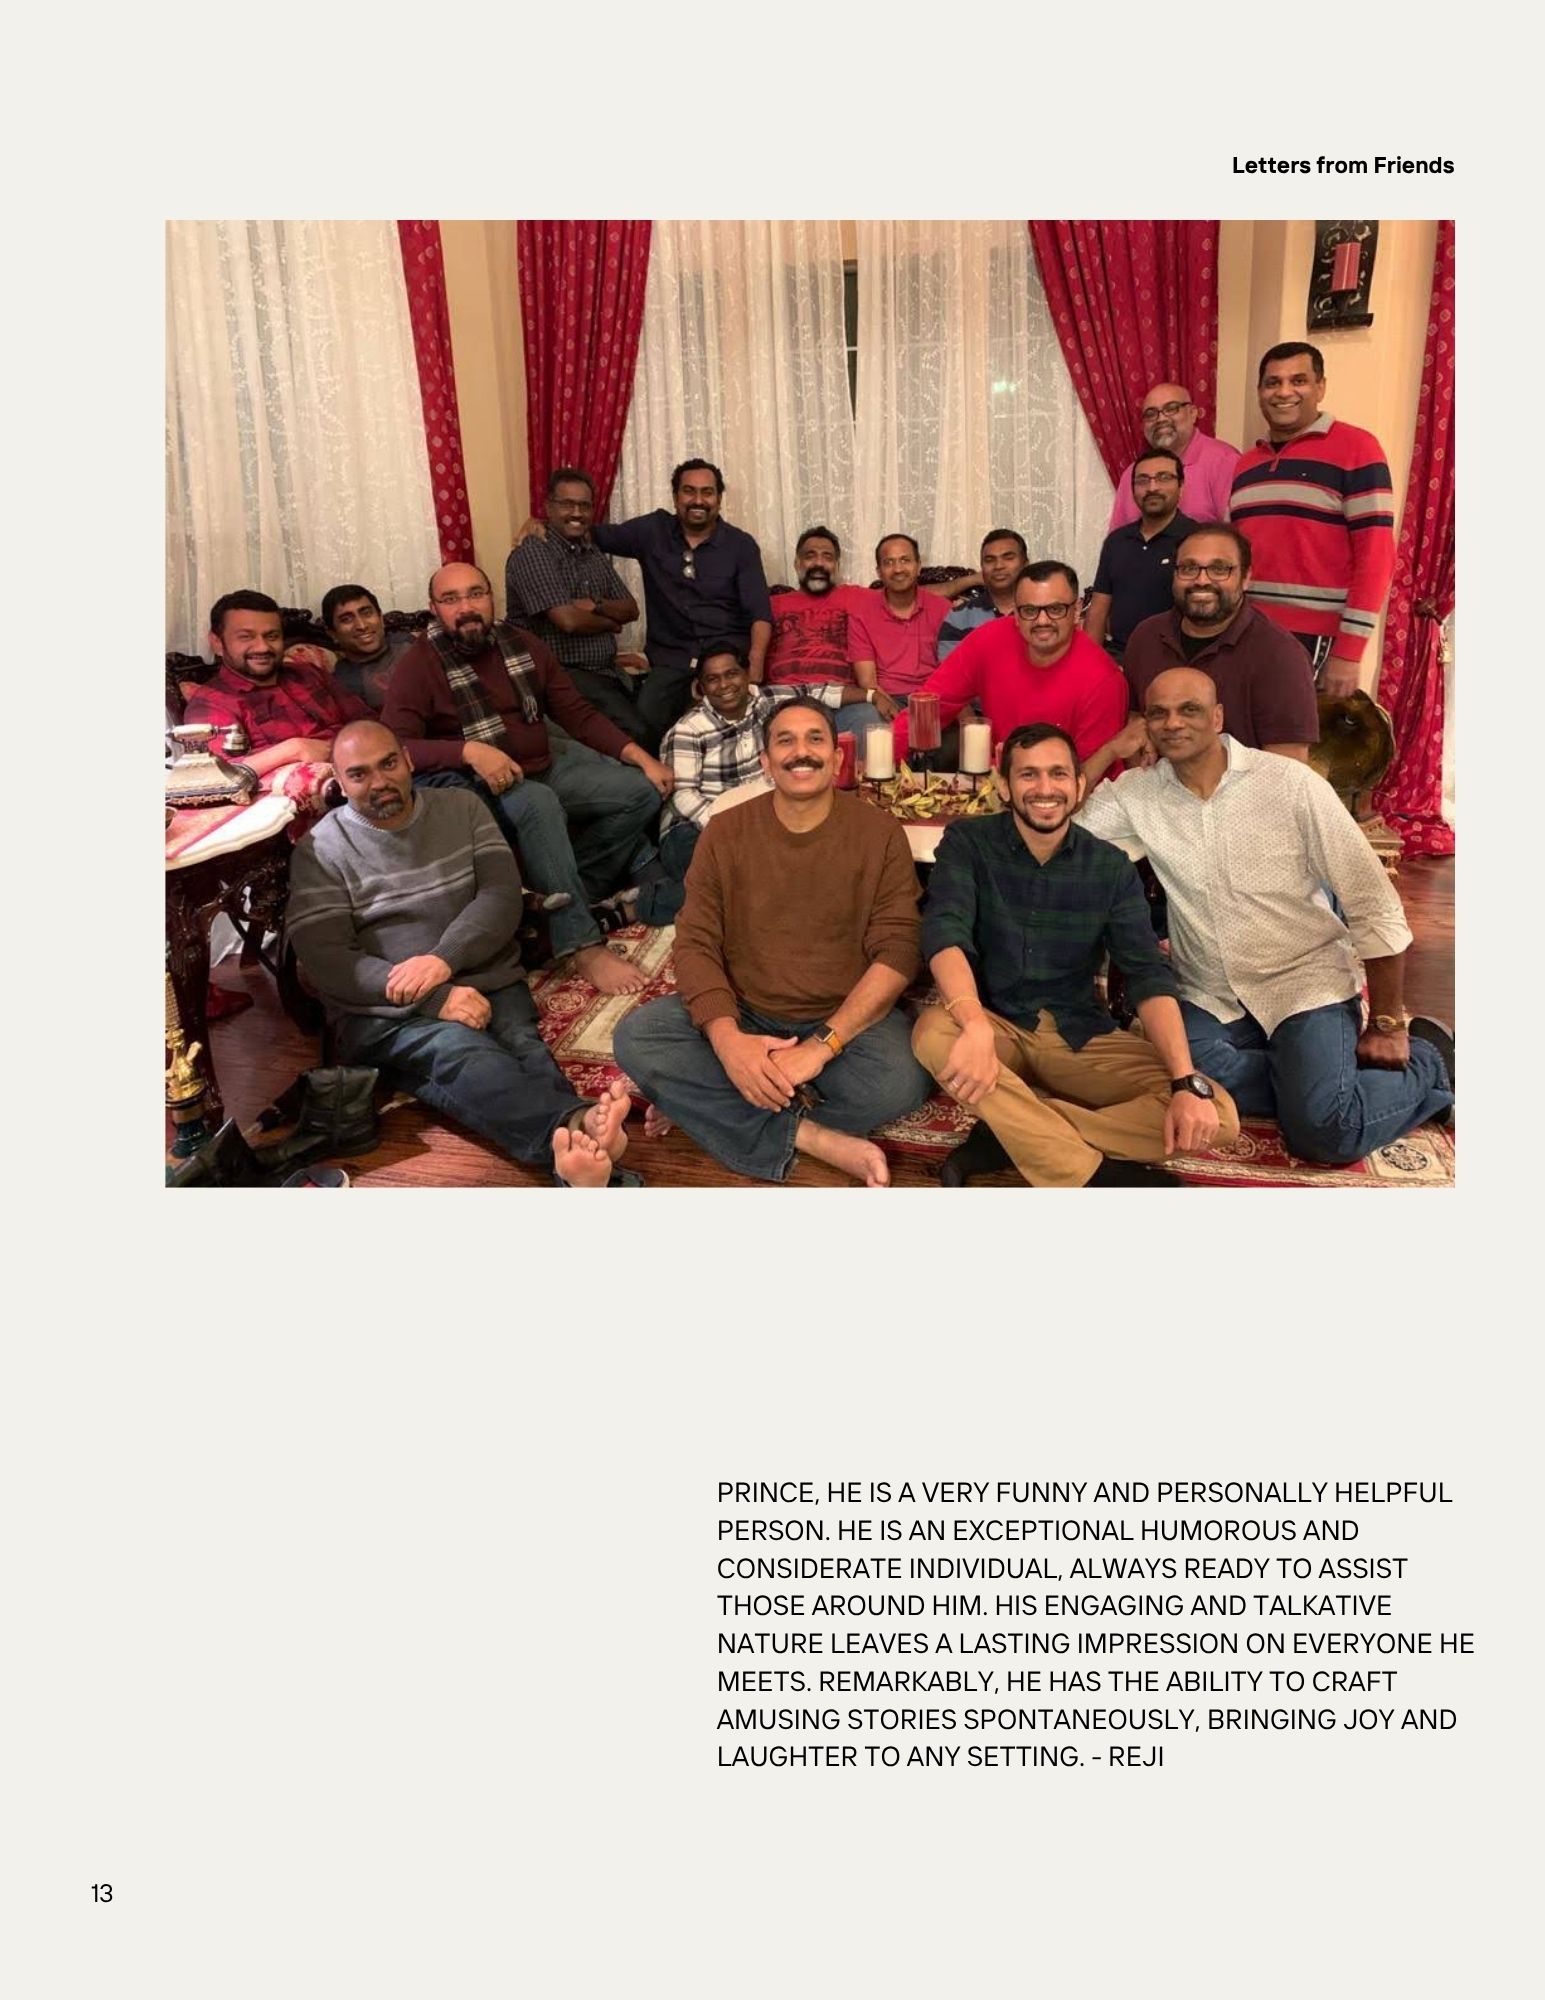 Letters from Friends
PRINCE, HE IS A VERY FUNNY AND PERSONALLY HELPFUL
PERSON. HE IS AN EXCEPTIONAL HUMOROUS AND
CONSIDERATE INDIVIDUAL, ALWAYS READY TO ASSIST
THOSE AROUND HIM. HIS ENGAGING AND TALKATIVE
NATURE LEAVES A LASTING IMPRESSION ON EVERYONE HE
MEETS. REMARKABLY, HE HAS THE ABILITY TO CRAFT
AMUSING STORIES SPONTANEOUSLY, BRINGING JOY AND
LAUGHTER TO ANY SETTING. - REJI
13